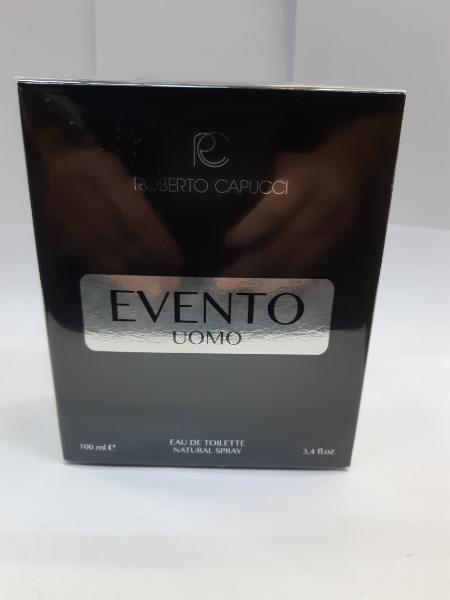 RC
ROBERTO CAPUCCI
EVENTO
UOMO
EAU DE TOILETTE
NATURAL SPRAY
100 ml ℮
3,4 fl.oz